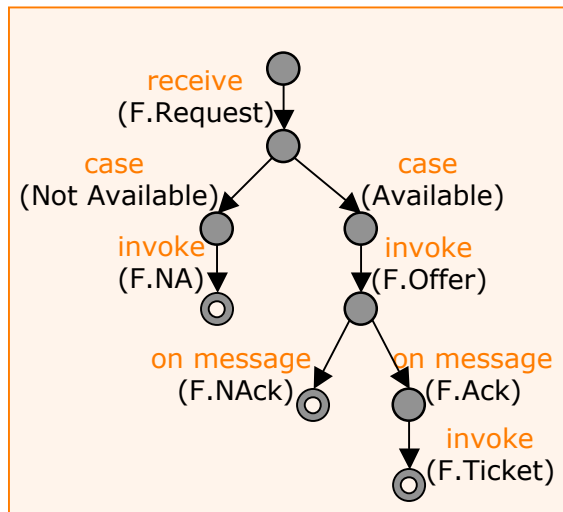 receive
(F.Request)
case
(Not Available)
case
(Available)
invoke
(F.NA)
invoke
(F.Offer)
on message
(F.NAck)
on message
(F.Ack)
invoke
(F.Ticket)